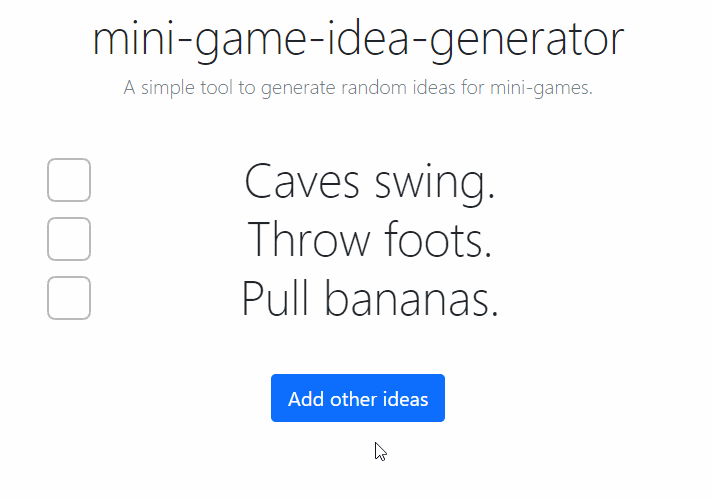 mini-game-idea-generator
A simple tool to generate random ideas for mini-games.
Caves swing.
Throw foots.
Pull bananas.
Add other ideas